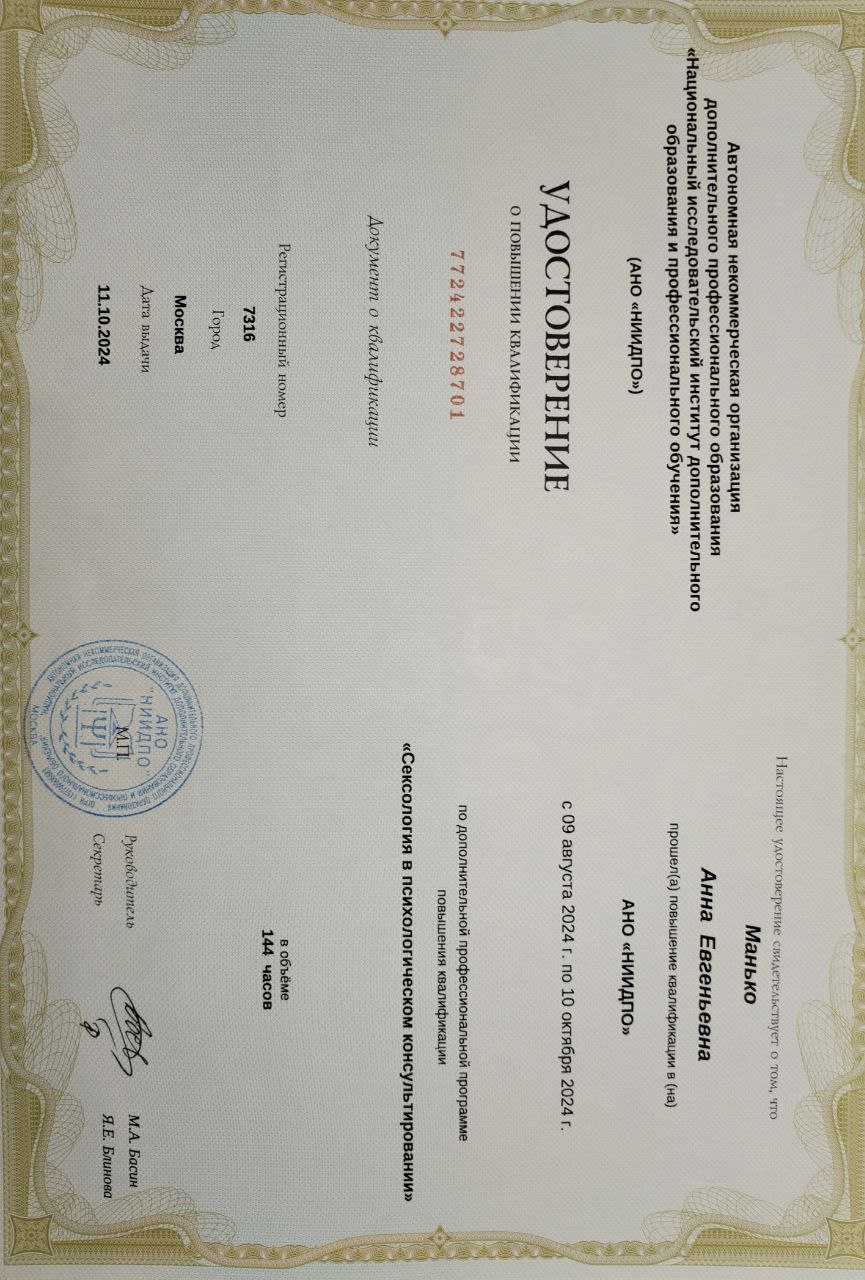 Автономная некоммерческая организация
дополнительного профессионального образования
«Национальный исследовательский институт дополнительного
образования и профессионального обучения»
(АНО «НИИДПО»)
УДОСТОВЕРЕНИЕ
О ПОВЫШЕНИИ КВАЛИФИКАЦИИ
772422728701
Документ о квалификации
Регистрационный номер
7316
Город
Москва
Дата выдачи
11.10.2024
Настоящее удостоверение свидетельствует о том, что
Манько
Анна Евгеньевна
прошел(а) повышение квалификации в (на)
АНО «НИИДПО»
с 09 августа 2024 г. по 10 октября 2024 г.
по дополнительной профессиональной программе
повышения квалификации
«Сексология в психологическом консультировании»
в объёме
144 часов
АНО
"НИИДПО"
М.П.
МОСКВА
Руководитель
М.А. Басин
Секретарь
Я.Е. Блинова